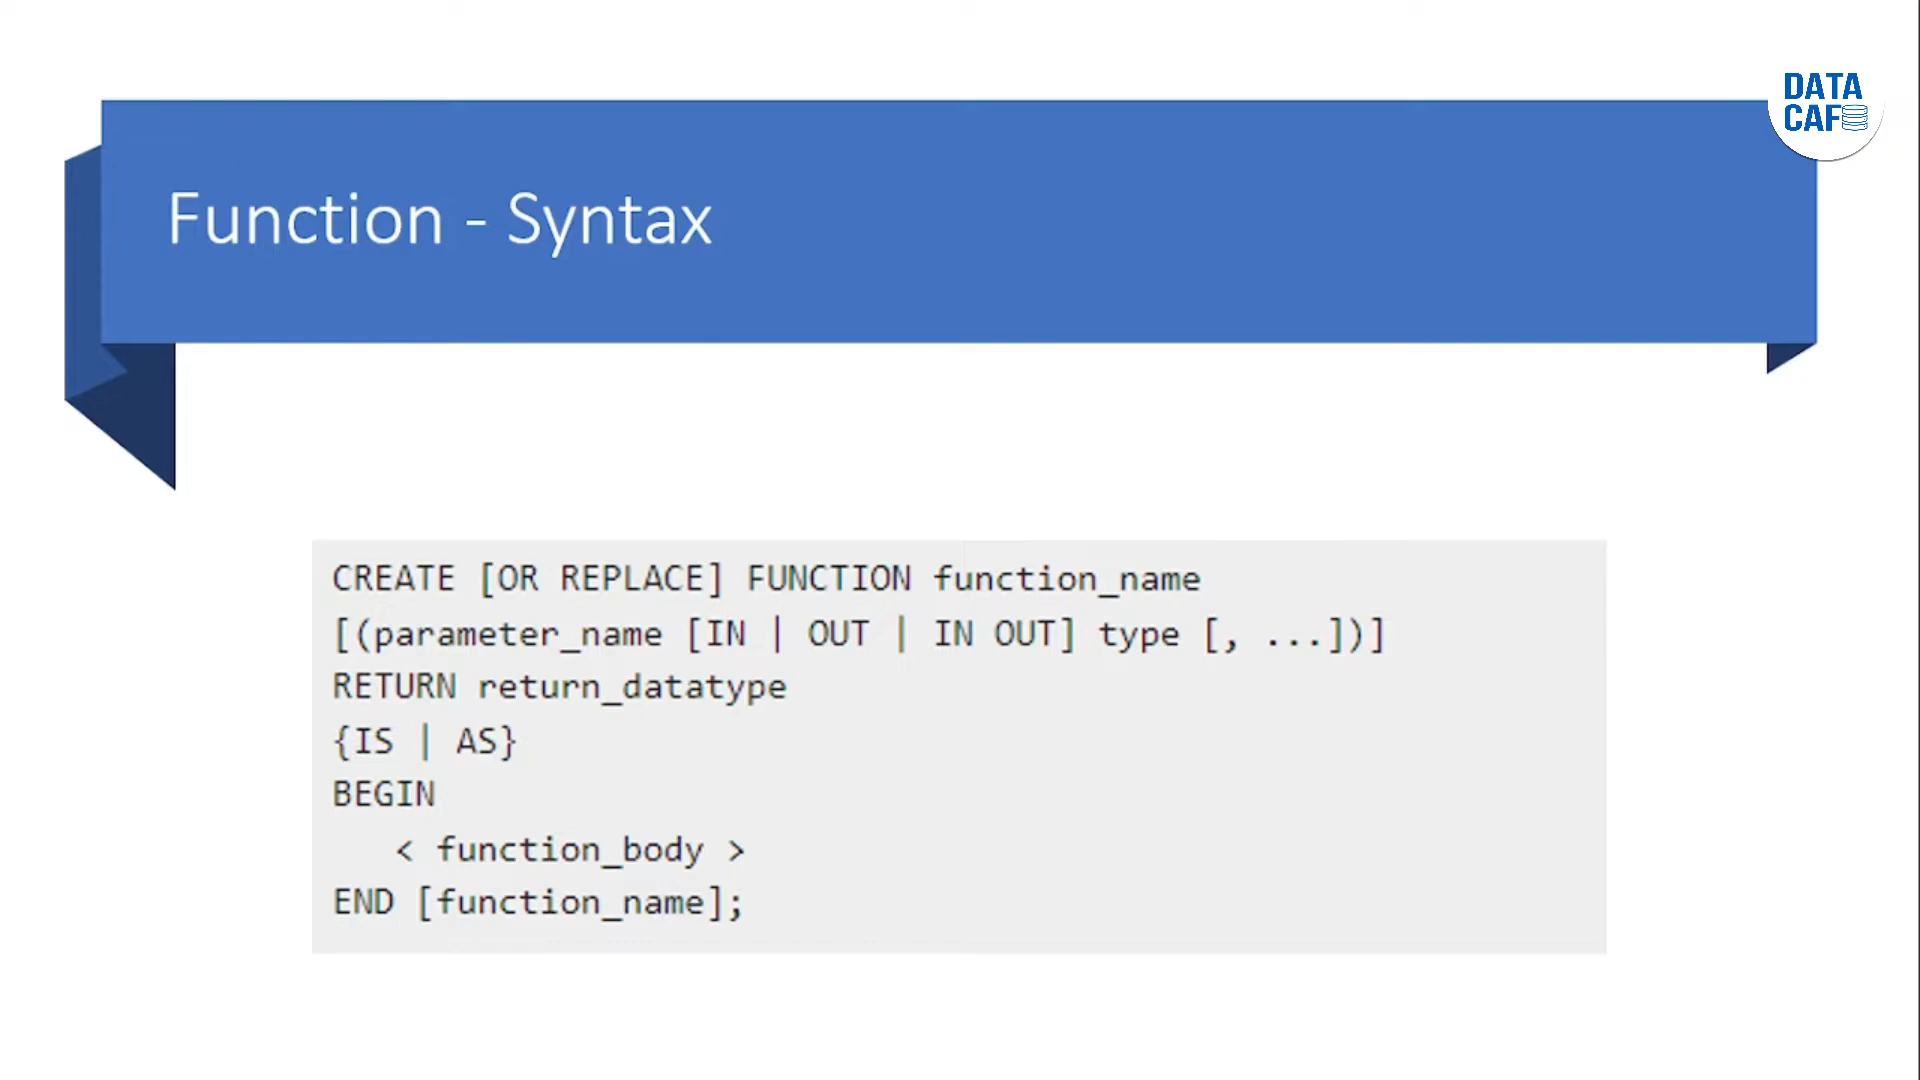 DATA
CAFE
Function - Syntax
CREATE [OR REPLACE] FUNCTION function_name
[(parameter_name [IN | OUT | IN OUT] type [, ...])]
RETURN return_datatype
{IS | AS}
BEGIN
< function_body >
END [function_name];